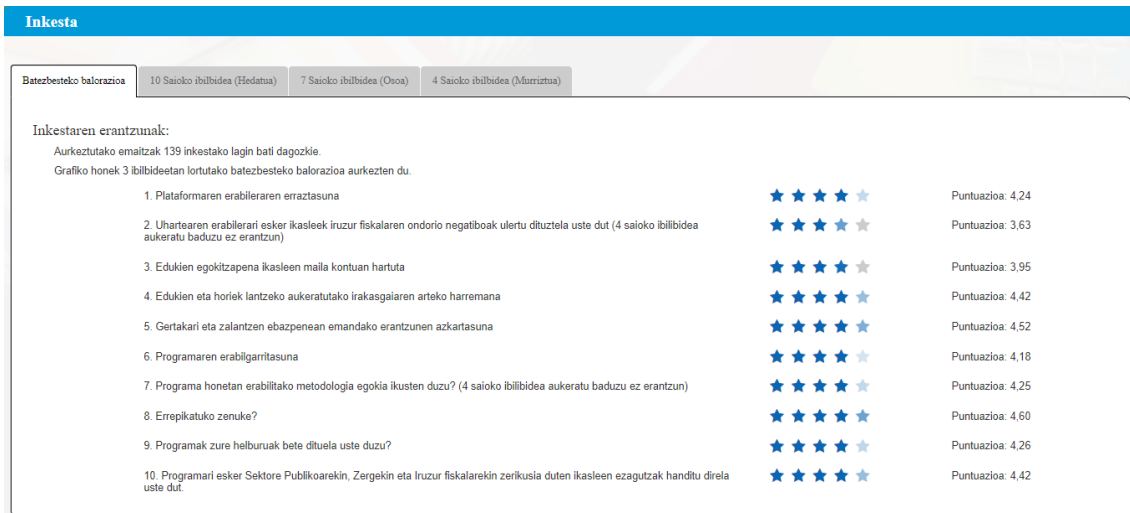 Inkesta
Batezbesteko balorazioa
10 Saioko ibilbidea (Hedatua)
7 Saioko ibilbidea (Osoa)
4 Saioko ibilbidea (Murriztua)
Inkestaren erantzunak:
Aurkeztutako emaitzak 139 inkestako lagin bati dagozkie.
Grafiko honek 3 ibilbideetan lortutako batezbesteko balorazioa aurkezten du.
1. Plataformaren erabileraren erraztasuna Puntuazioa: 4,24
2. Uhartearen erabilerari esker ikasleek iruzur fiskalaren ondorio negatiboak ulertu dituztela uste dut (4 saioko ibilibidea Puntuazioa: 3,63
aukeratu baduzu ez erantzun)
3. Edukien egokitzapena ikasleen maila kontuan hartuta Puntuazioa: 3,95
4. Edukien eta horiek lantzeko aukeratutako irakasgaiaren arteko harremana Puntuazioa: 4,42
5. Gertakari eta zalantzen ebazpenean emandako erantzunen azkartasuna Puntuazioa: 4,52
6. Programaren erabilgarritasuna Puntuazioa: 4,18
7. Programa honetan erabilitako metodologia egokia ikusten duzu? (4 saioko ibilibidea aukeratu baduzu ez erantzun) Puntuazioa: 4,25
8. Errepikatuko zenuke? Puntuazioa: 4,60
9. Programak zure helburuak bete dituela uste duzu? Puntuazioa: 4,26
10. Programari esker Sektore Publikoarekin, Zergekin eta Iruzur fiskalarekin zerikusia duten ikasleen ezagutzak handitu direla Puntuazioa: 4,42
uste dut.